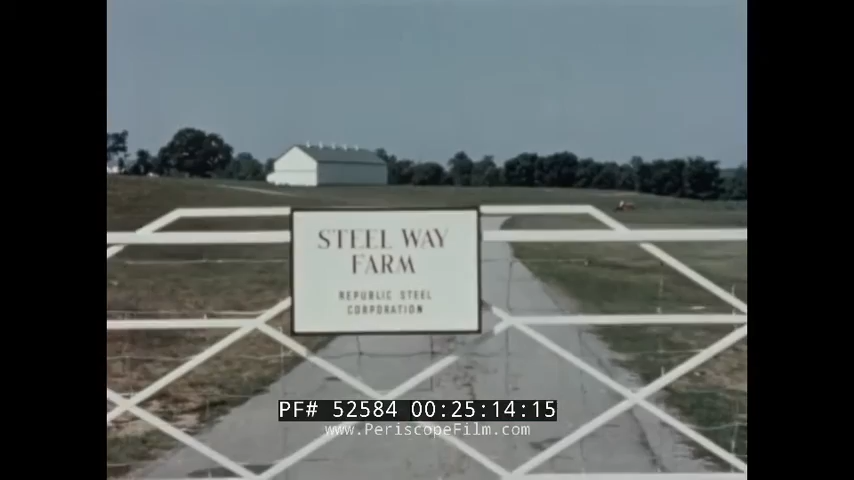 STEEL WAY
FARM
REPUBLIC STEEL
CORPORATION
PF# 52584 00:25:14:15
www.PeriscopeFilm.com